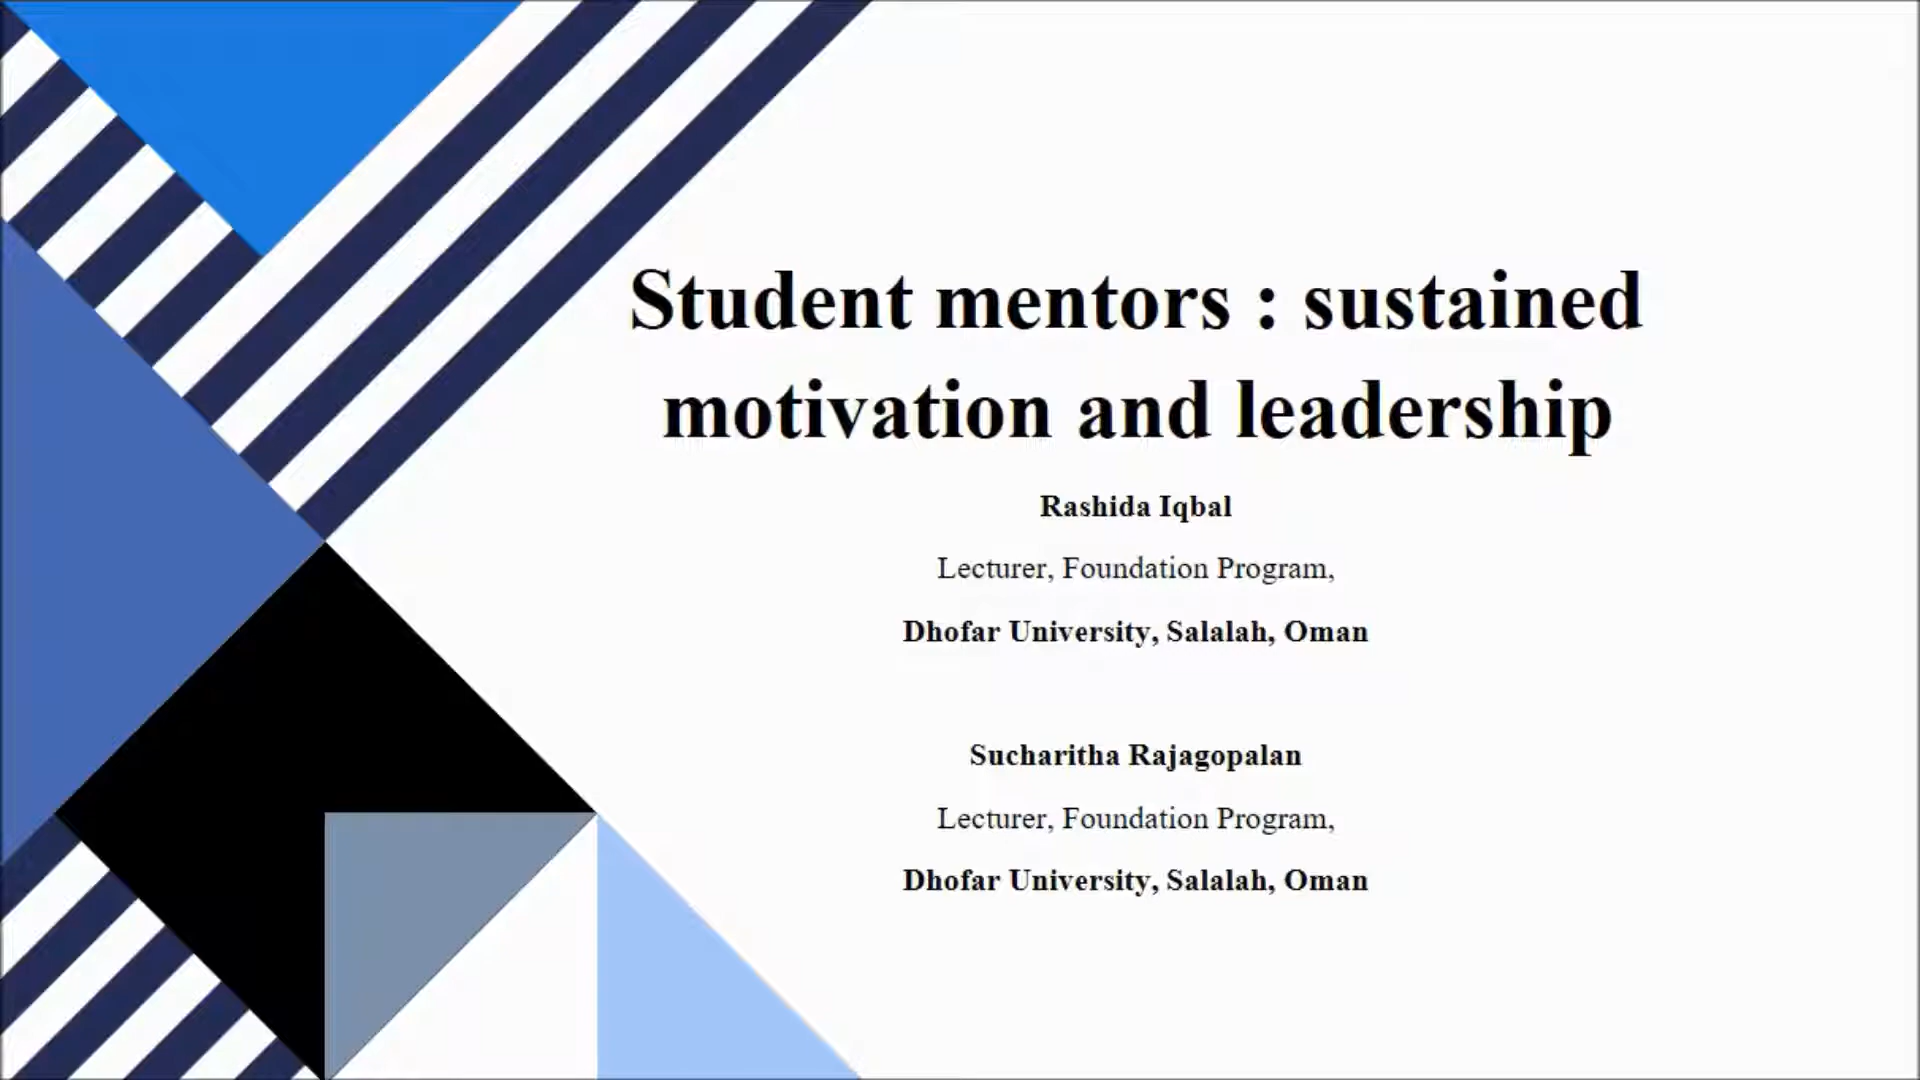 Student mentors : sustained
motivation and leadership
Rashida Iqbal
Lecturer, Foundation Program,
Dhofar University, Salalah, Oman
Sucharitha Rajagopalan
Lecturer, Foundation Program,
Dhofar University, Salalah, Oman